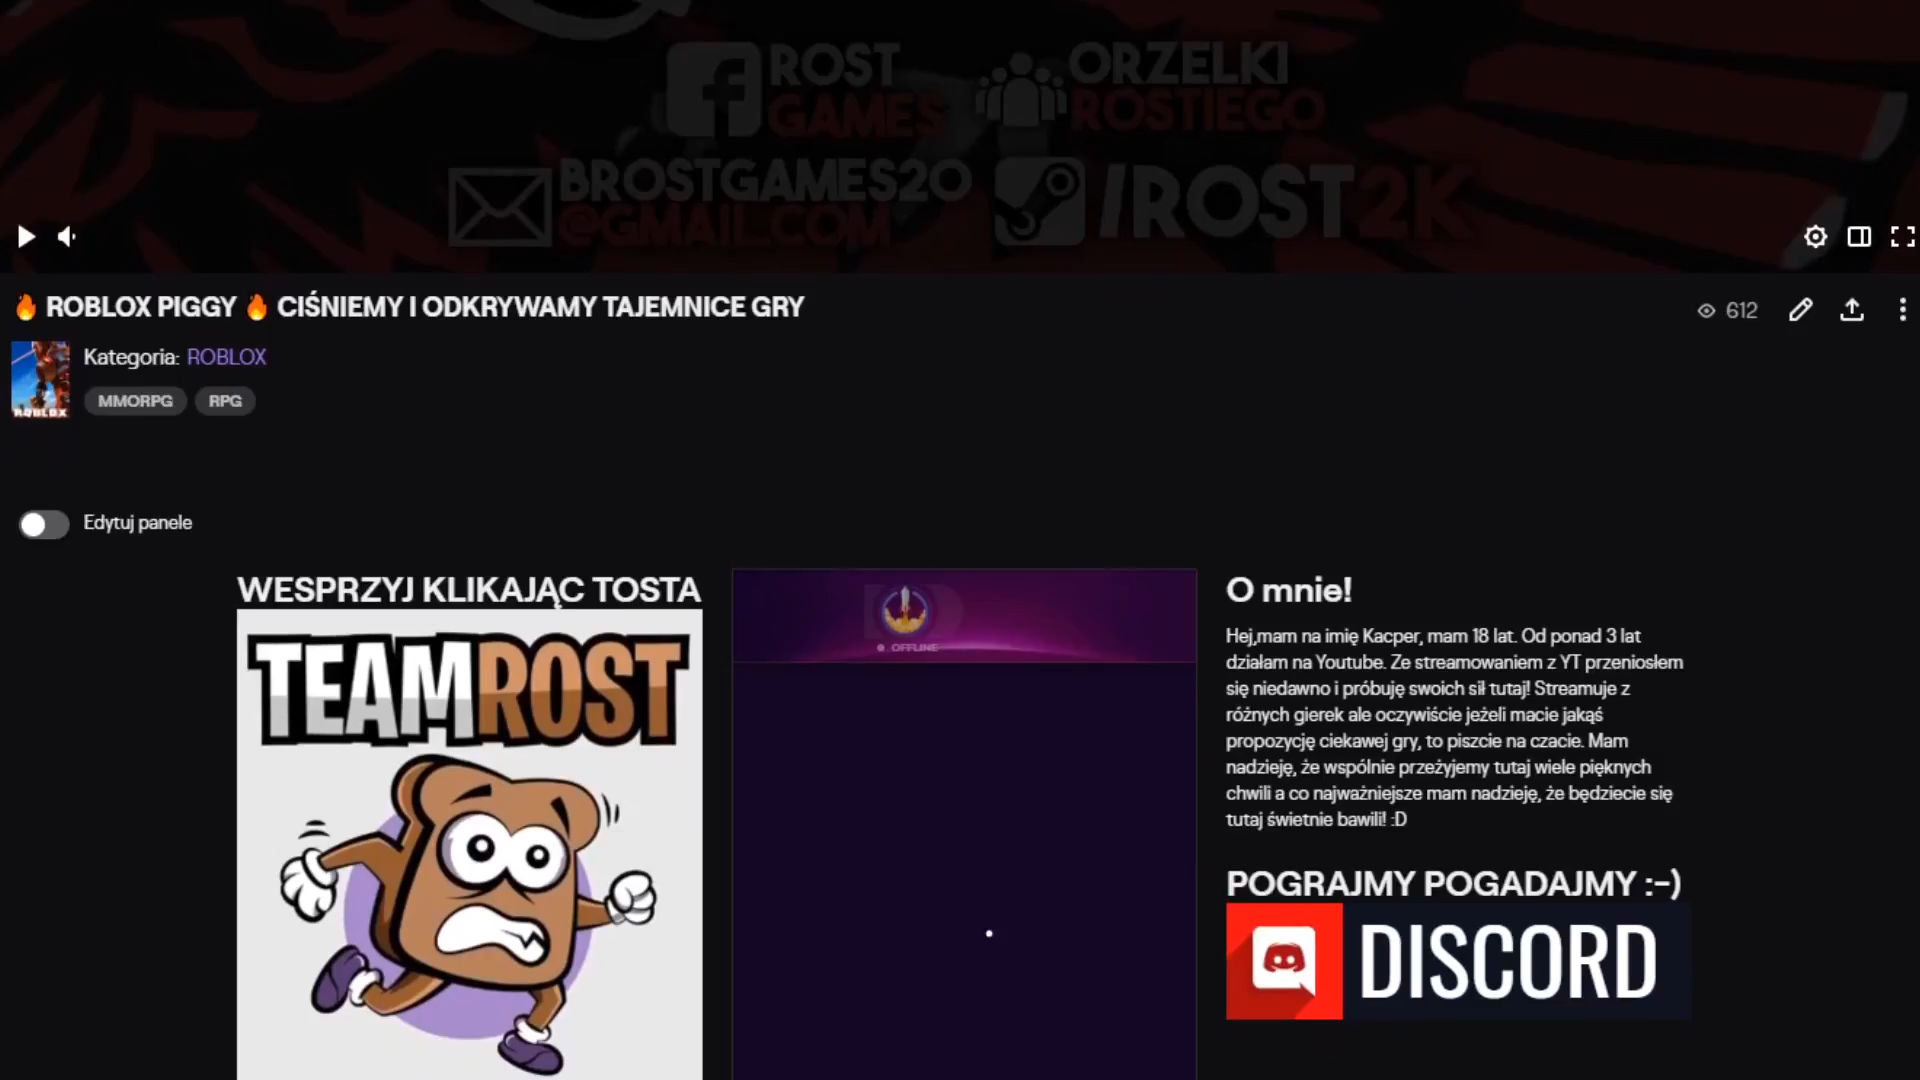 ROST
GAMES
ORZELKI
ROSTIEGO
BROSTGAMES20
@GMAIL.COM
/ROST2K
🔥 ROBLOX PIGGY 🔥 CIŚNIEMY I ODKRYWAMY TAJEMNICE GRY
612
Kategoria: ROBLOX
ROBLOX
MMORPG RPG
Edytuj panele
WESPRZYJ KLIKAJĄC TOSTA
TEAMROST
OFFLINE
O mnie!
Hej,mam na imię Kacper, mam 18 lat. Od ponad 3 lat
działam na Youtube. Ze streamowaniem z YT przeniosłem
się niedawno i próbuję swoich sił tutaj! Streamuje z
różnych gierek ale oczywiście jeżeli macie jakąś
propozycję ciekawej gry, to piszcie na czacie. Mam
nadzieję, że wspólnie przeżyjemy tutaj wiele pięknych
chwili a co najważniejsze mam nadzieję, że będziecie się
tutaj świetnie bawili! :D
POGRAJMY POGADAJMY :-)
DISCORD